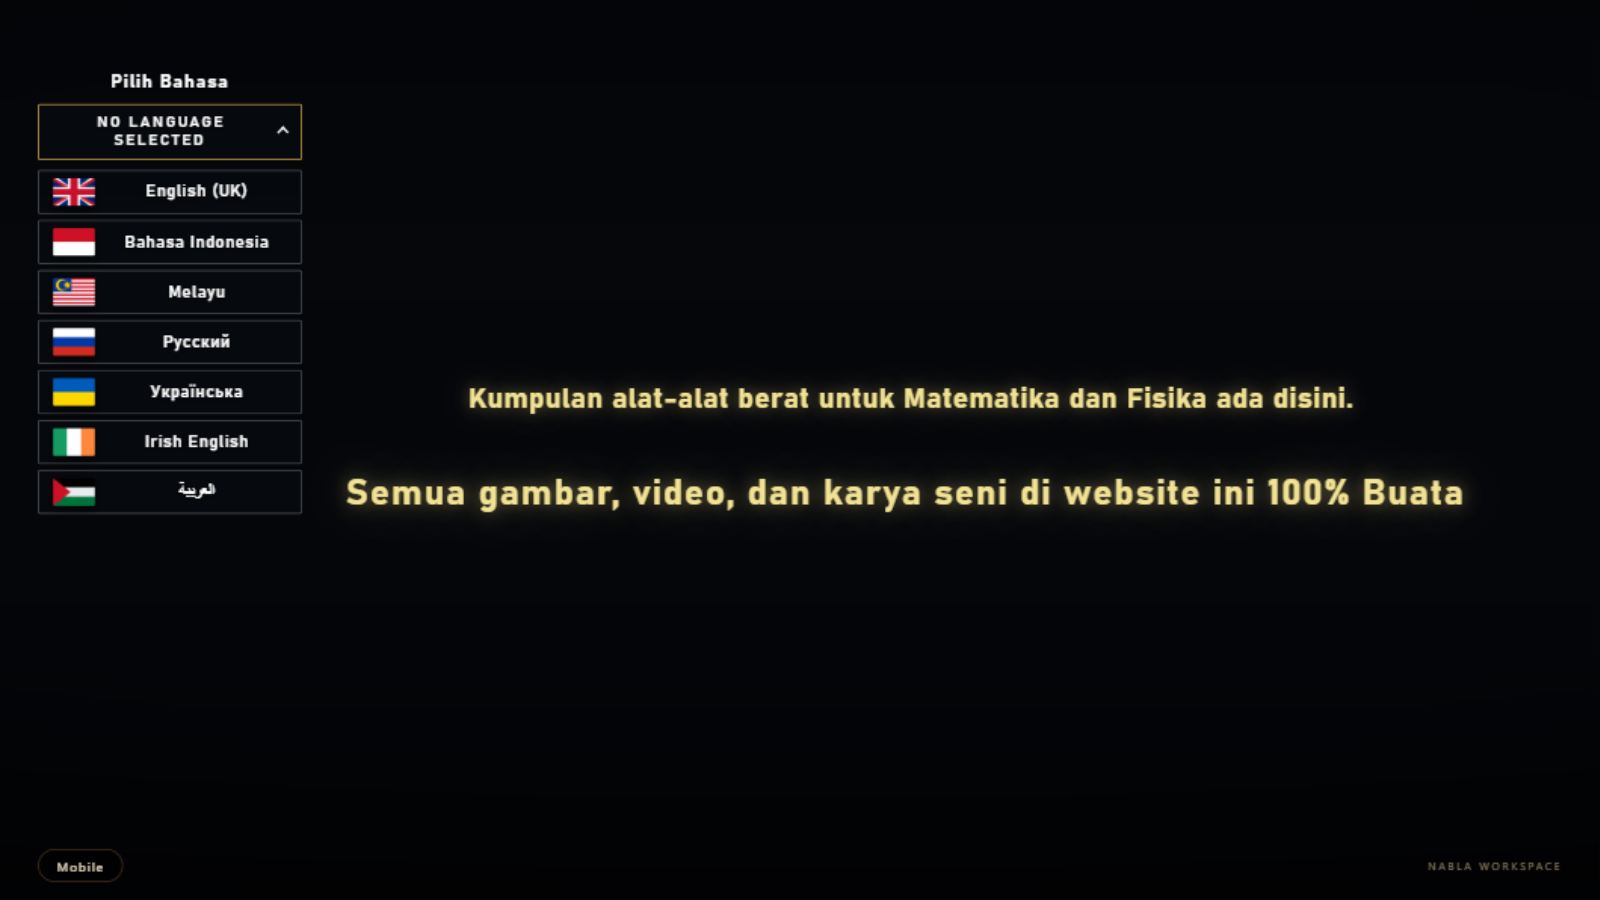 Pilih Bahasa
NO LANGUAGE
SELECTED
English (UK)
Bahasa Indonesia
Melayu
Русский
Українська
Irish English
العربية
Kumpulan alat-alat berat untuk Matematika dan Fisika ada disini.
Semua gambar, video, dan karya seni di website ini 100% Buata
Mobile
NABLA WORKSPACE